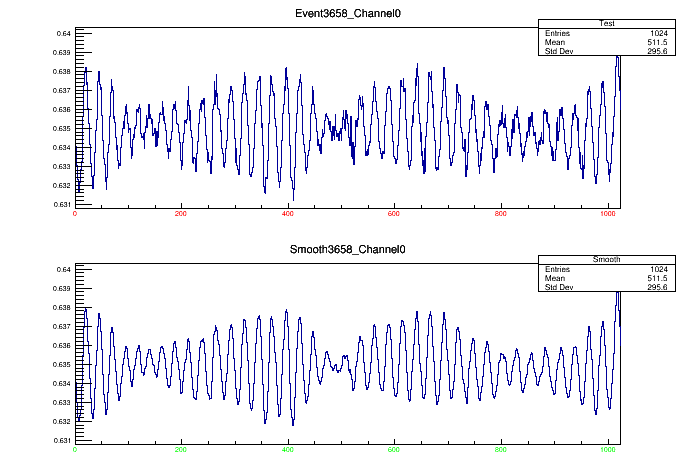 Event3658_Channel0
Test
Entries 1024
Mean 511.5
Std Dev 295.6
0.64
0.639
0.638
0.637
0.636
0.635
0.634
0.633
0.632
0.631
0 200 400 600 800 1000
Smooth3658_Channel0
Smooth
Entries 1024
Mean 511.5
Std Dev 295.6
0.64
0.639
0.638
0.637
0.636
0.635
0.634
0.633
0.632
0.631
0 200 400 600 800 1000